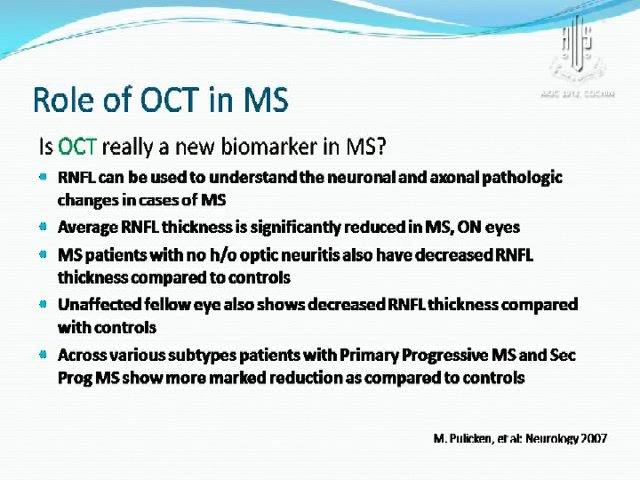 AIOS
AIOC 2012, COCHIN
Role of OCT in MS
Is OCT really a new biomarker in MS?
RNFL can be used to understand the neuronal and axonal pathologic
changes in cases of MS
Average RNFL thickness is significantly reduced in MS, ON eyes
MS patients with no h/o optic neuritis also have decreased RNFL
thickness compared to controls
Unaffected fellow eye also shows decreased RNFL thickness compared
with controls
Across various subtypes patients with Primary Progressive MS and Sec
Prog MS show more marked reduction as compared to controls
M. Pulicken, et al: Neurology 2007